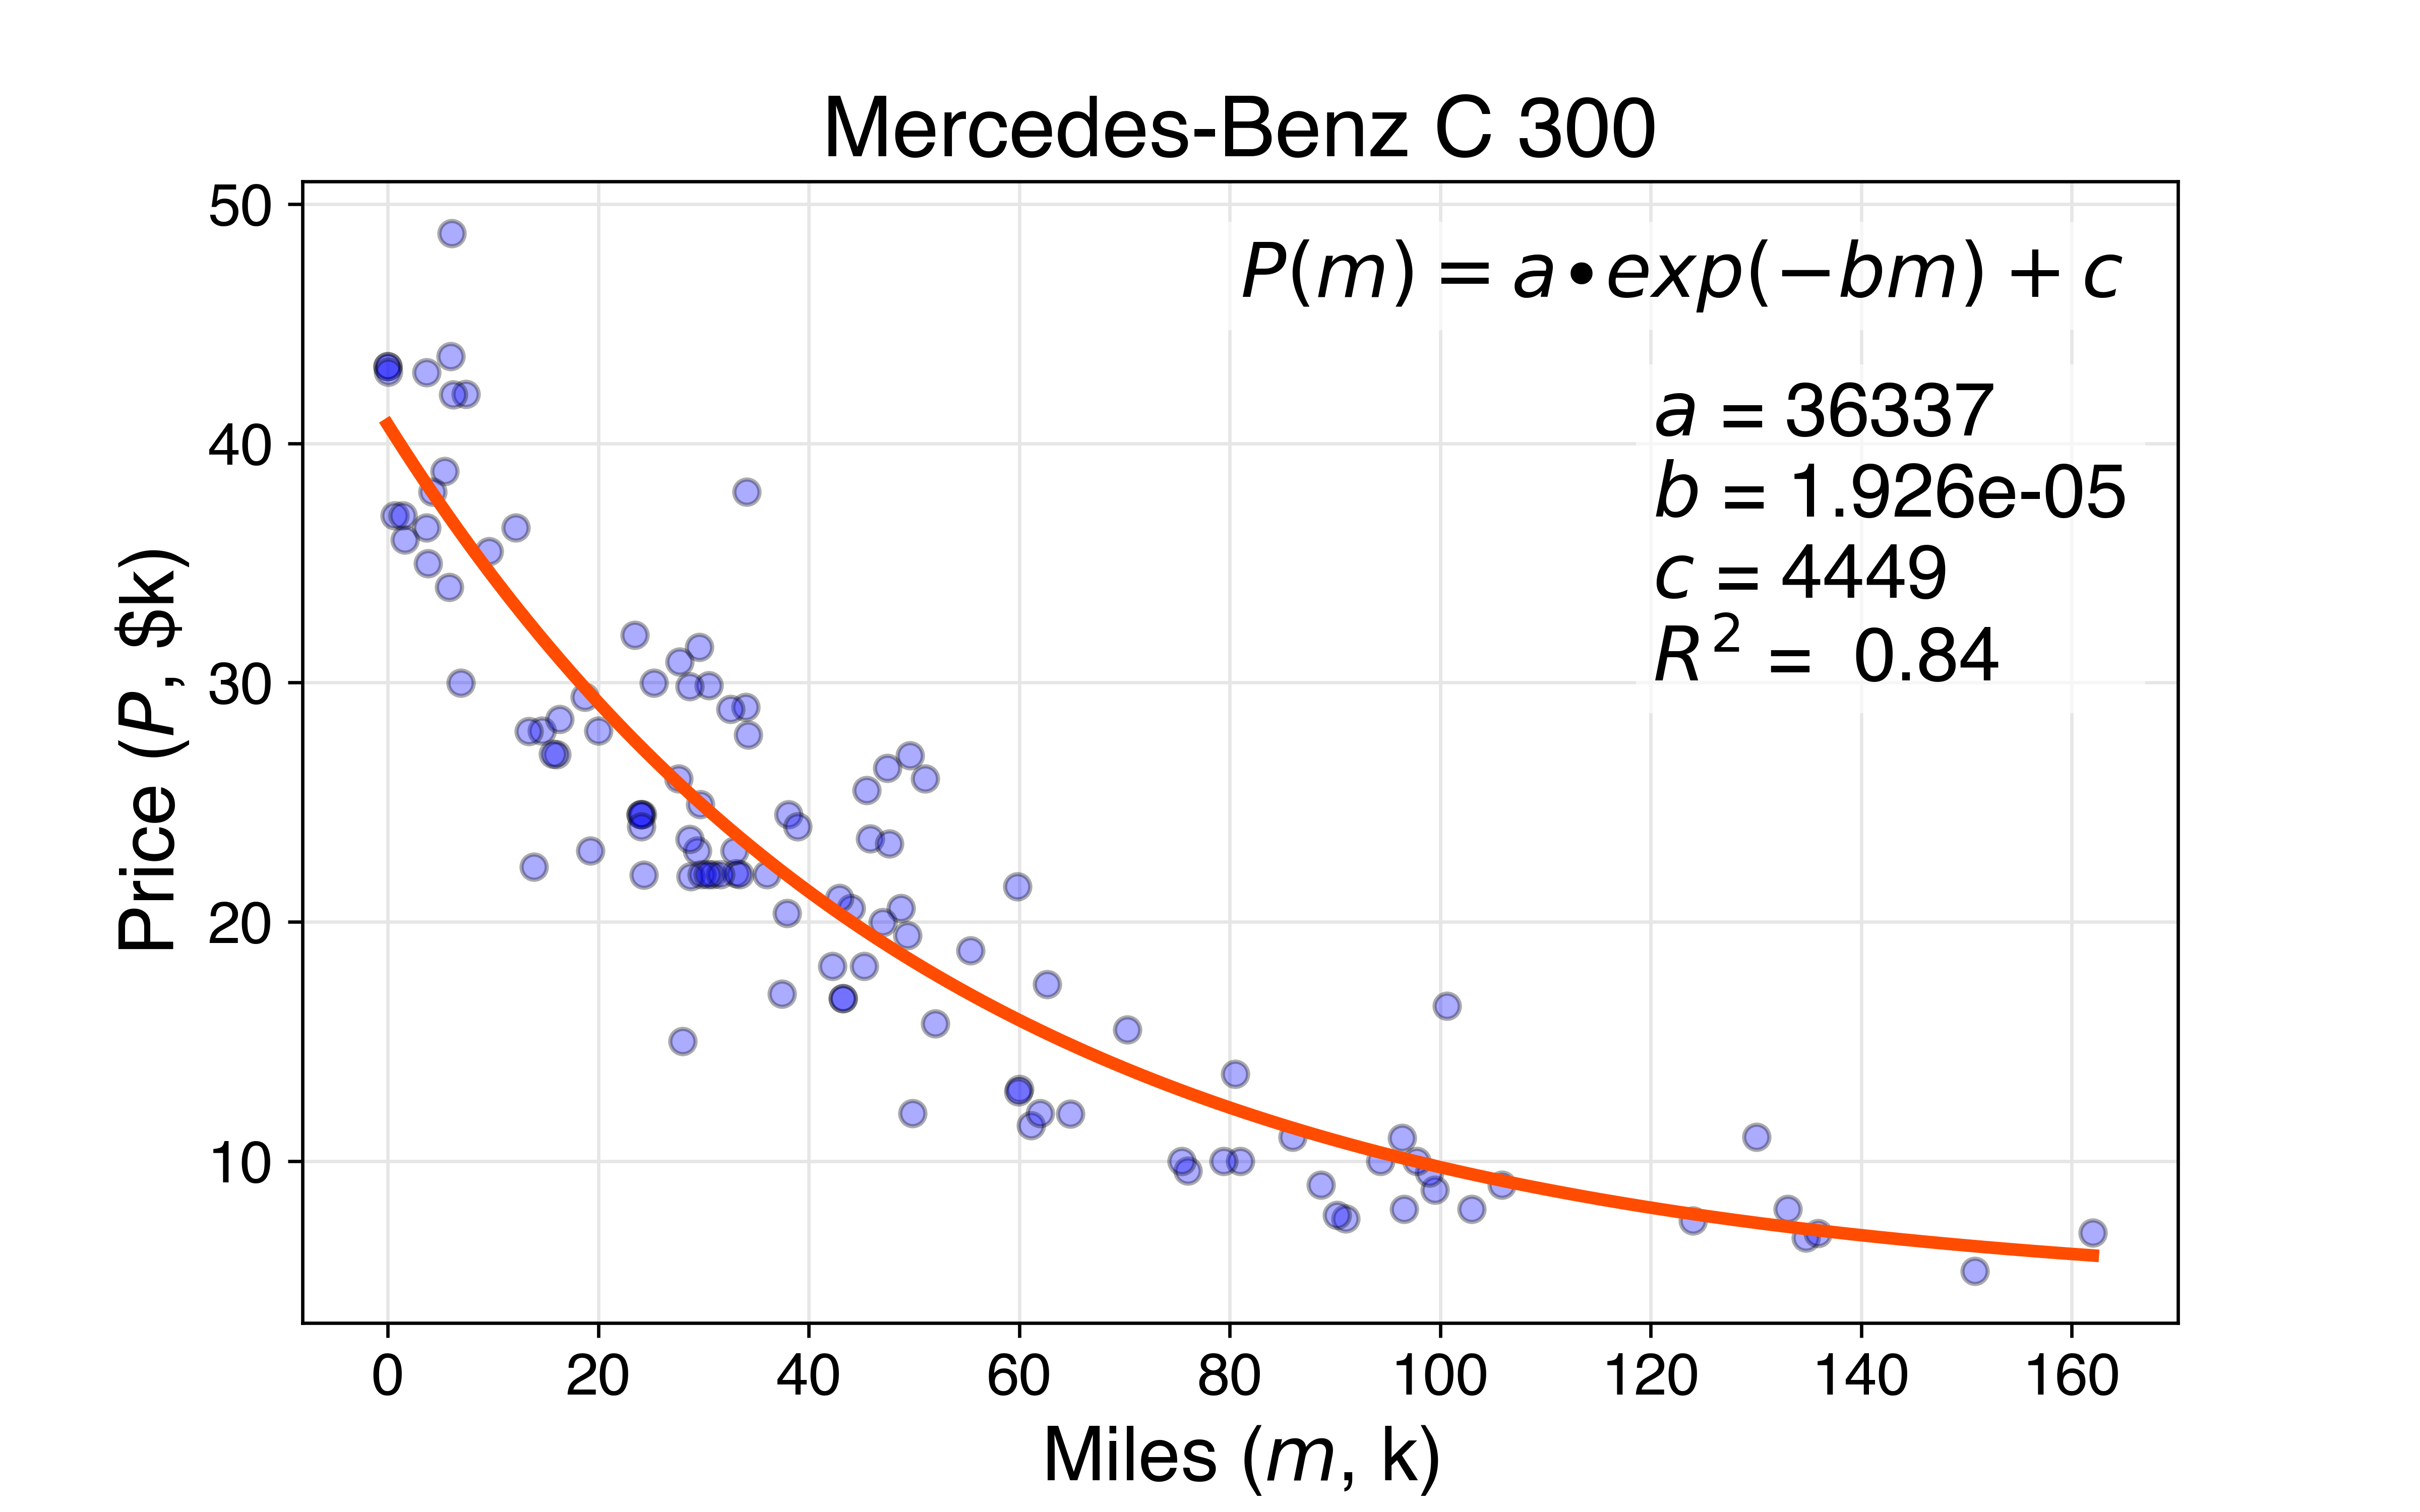 Mercedes-Benz C 300
P(m) = a•exp(−bm) + c
a = 36337
b = 1.926e-05
c = 4449
R² = 0.84
Price (P, $k)
50
40
30
20
10
0 20 40 60 80 100 120 140 160
Miles (m, k)